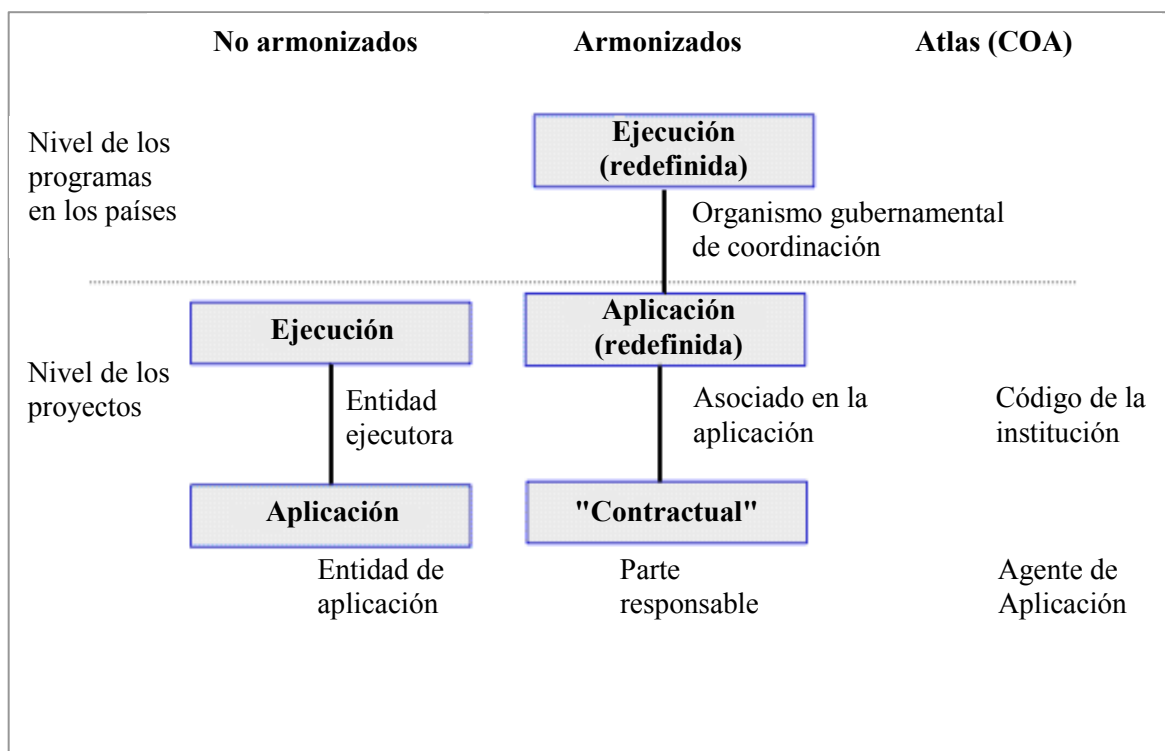 No armonizados
Armonizados
Atlas (COA)
Nivel de los
programas
en los países
Ejecución
(redefinida)
Organismo gubernamental
de coordinación
Ejecución
Aplicación
(redefinida)
Nivel de los
proyectos
Entidad
ejecutora
Asociado en la
aplicación
Código de la
institución
Aplicación
"Contractual"
Entidad de
aplicación
Parte
responsable
Agente de
Aplicación